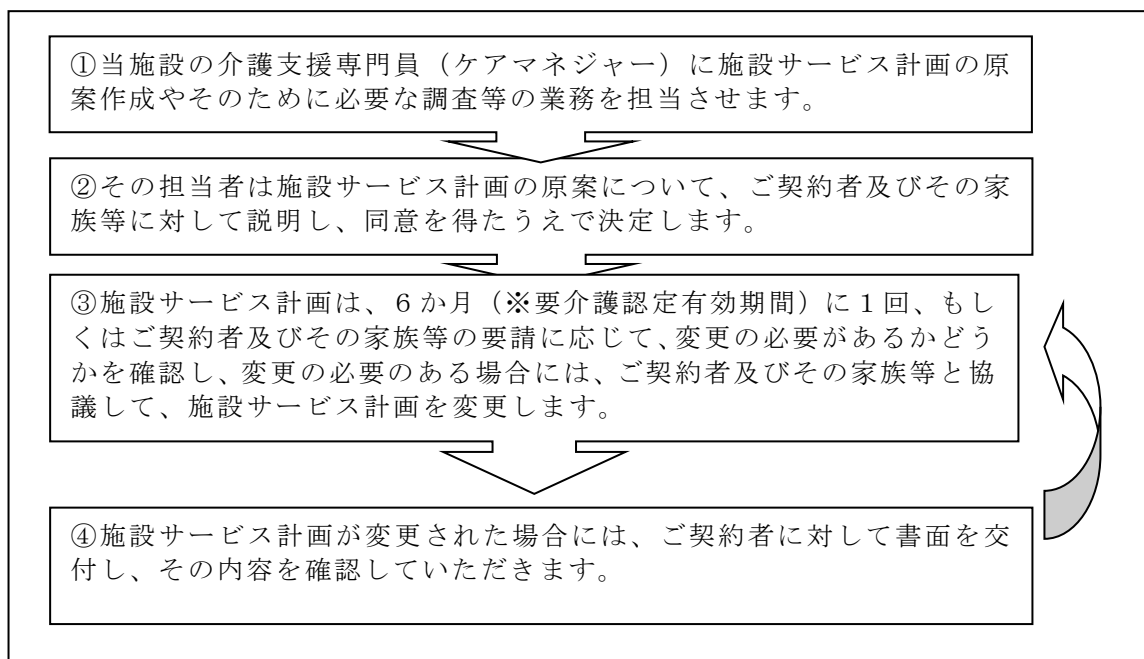 ①当施設の介護支援専門員（ケアマネジャー）に施設サービス計画の原
案作成やそのために必要な調査等の業務を担当させます。
②その担当者は施設サービス計画の原案について、ご契約者及びその家
族等に対して説明し、同意を得たうえで決定します。
③施設サービス計画は、６か月（※要介護認定有効期間）に１回、もし
くはご契約者及びその家族等の要請に応じて、変更の必要があるかどう
かを確認し、変更の必要のある場合には、ご契約者及びその家族等と協
議して、施設サービス計画を変更します。
④施設サービス計画が変更された場合には、ご契約者に対して書面を交
付し、その内容を確認していただきます。